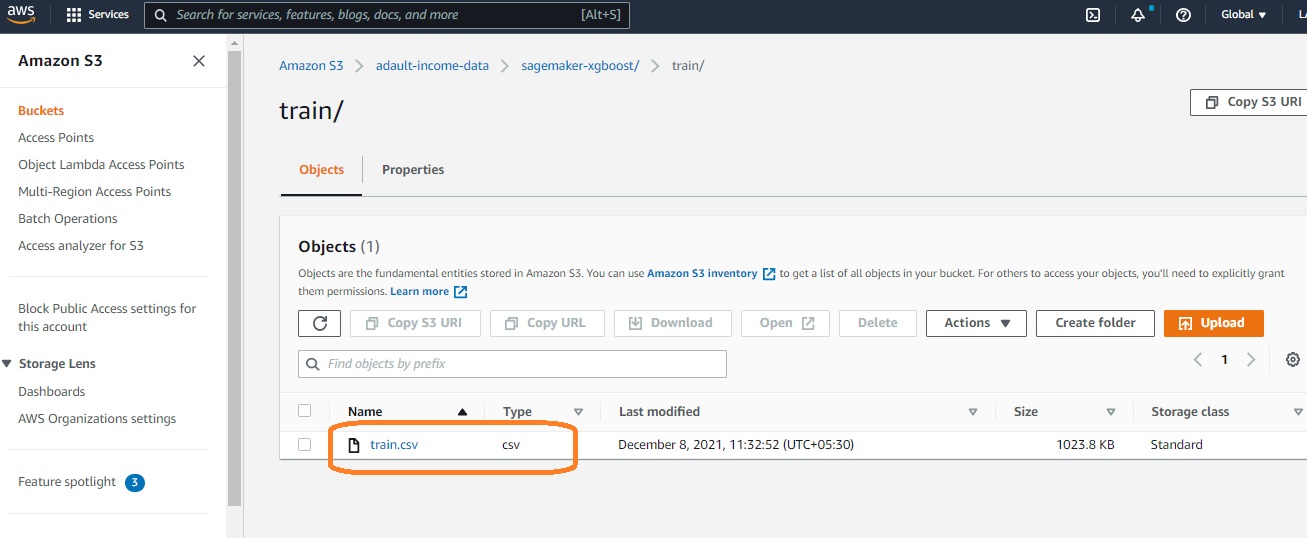 aws
Services
Search for services, features, blogs, docs, and more
[Alt+S]
Global
Amazon S3
Buckets
Access Points
Object Lambda Access Points
Multi-Region Access Points
Batch Operations
Access analyzer for S3
Block Public Access settings for
this account
Storage Lens
Dashboards
AWS Organizations settings
Feature spotlight 3
Amazon S3 > adault-income-data > sagemaker-xgboost/ > train/
train/
Copy S3 URI
Objects
Properties
Objects (1)
Objects are the fundamental entities stored in Amazon S3. You can use Amazon S3 inventory to get a list of all objects in your bucket. For others to access your objects, you'll need to explicitly grant
them permissions. Learn more
Copy S3 URI
Copy URL
Download
Open
Delete
Actions
Create folder
Upload
Find objects by prefix
1
Name Type Last modified Size Storage class
train.csv csv December 8, 2021, 11:32:52 (UTC+05:30) 1023.8 KB Standard